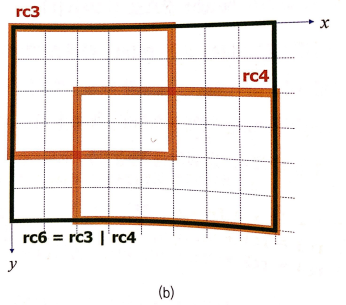 rc3
x
rc4
rc6 = rc3 | rc4
y
(b)